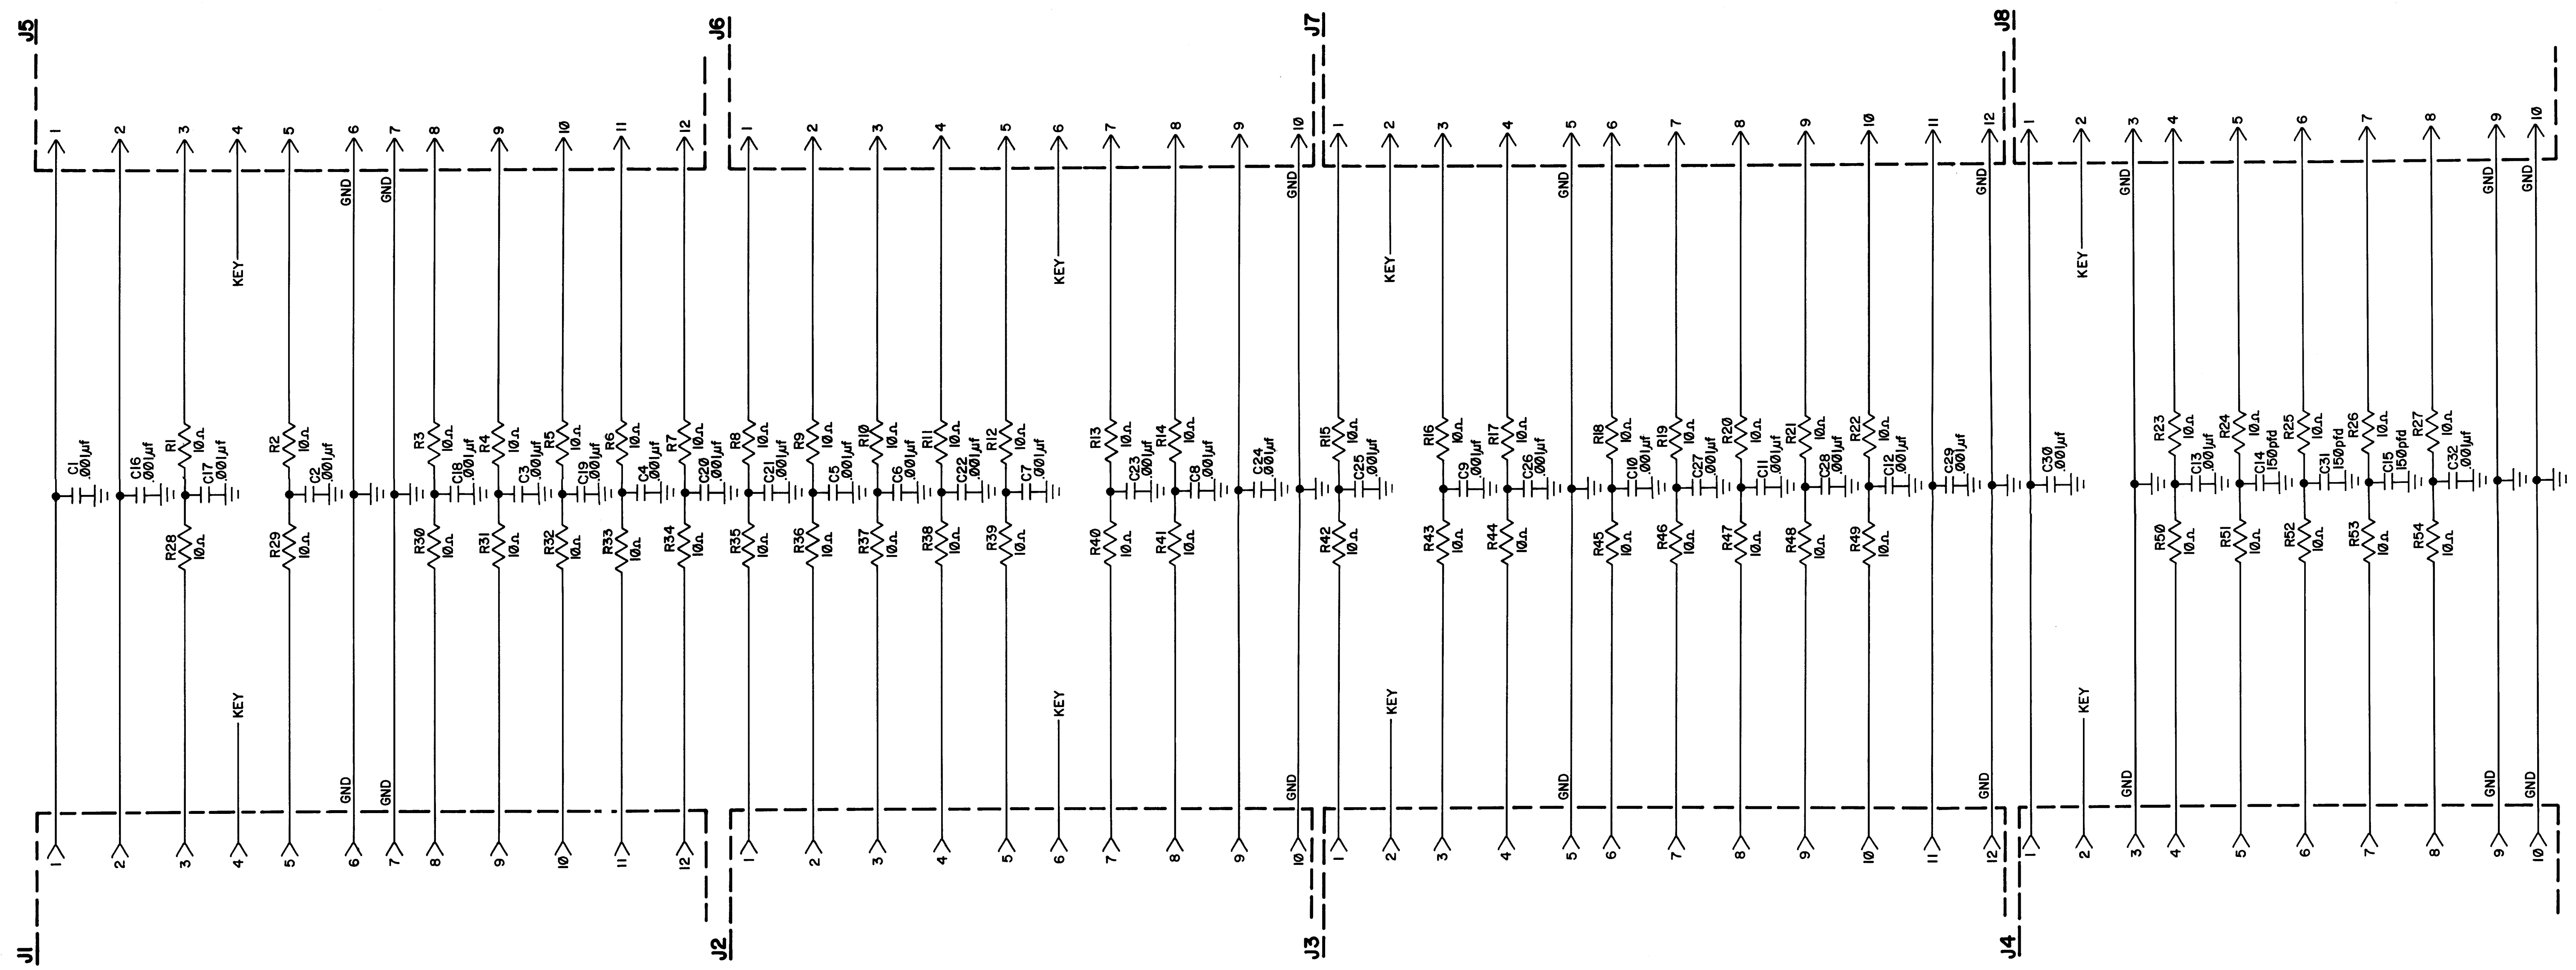 J5
J6
J7
J8
1 2 3 4 5 6 7 8 9 10 11 12
1 2 3 4 5 6 7 8 9 10
1 2 3 4 5 6 7 8 9 10 11 12
1 2 3 4 5 6 7 8 9 10
GND GND GND GND GND GND GND GND
KEY KEY KEY KEY
C1 .001µf
C16 .001µf
R1 10Ω
C17 .001µf
R28 10Ω
R2 10Ω
C2 .001µf
R29 10Ω
R3 10Ω
C18 .001µf
R30 10Ω
R4 10Ω
C3 .001µf
R31 10Ω
R5 10Ω
C19 .001µf
R32 10Ω
R6 10Ω
C4 .001µf
R33 10Ω
R7 10Ω
C20 .001µf
R34 10Ω
R8 10Ω
C21 .001µf
R35 10Ω
R9 10Ω
C5 .001µf
R36 10Ω
R10 10Ω
C6 .001µf
R37 10Ω
R11 10Ω
C22 .001µf
R38 10Ω
R12 10Ω
C7 .001µf
R39 10Ω
R13 10Ω
C23 .001µf
R40 10Ω
R14 10Ω
C8 .001µf
R41 10Ω
C24 .001µf
R15 10Ω
C25 .001µf
R42 10Ω
R16 10Ω
C9 .001µf
R43 10Ω
R17 10Ω
C26 .001µf
R44 10Ω
R18 10Ω
C10 .001µf
R45 10Ω
R19 10Ω
C27 .001µf
R46 10Ω
R20 10Ω
C11 .001µf
R47 10Ω
R21 10Ω
C28 .001µf
R48 10Ω
R22 10Ω
C12 .001µf
R49 10Ω
C29 .001µf
C30 .001µf
R23 10Ω
C13 .001µf
R50 10Ω
R24 10Ω
C14 150pfd
R51 10Ω
R25 10Ω
C31 150pfd
R52 10Ω
R26 10Ω
C15 150pfd
R53 10Ω
R27 10Ω
C32 .001µf
R54 10Ω
KEY KEY KEY KEY
GND GND GND GND GND GND GND GND
1 2 3 4 5 6 7 8 9 10 11 12
1 2 3 4 5 6 7 8 9 10
1 2 3 4 5 6 7 8 9 10 11 12
1 2 3 4 5 6 7 8 9 10
J1
J2
J3
J4